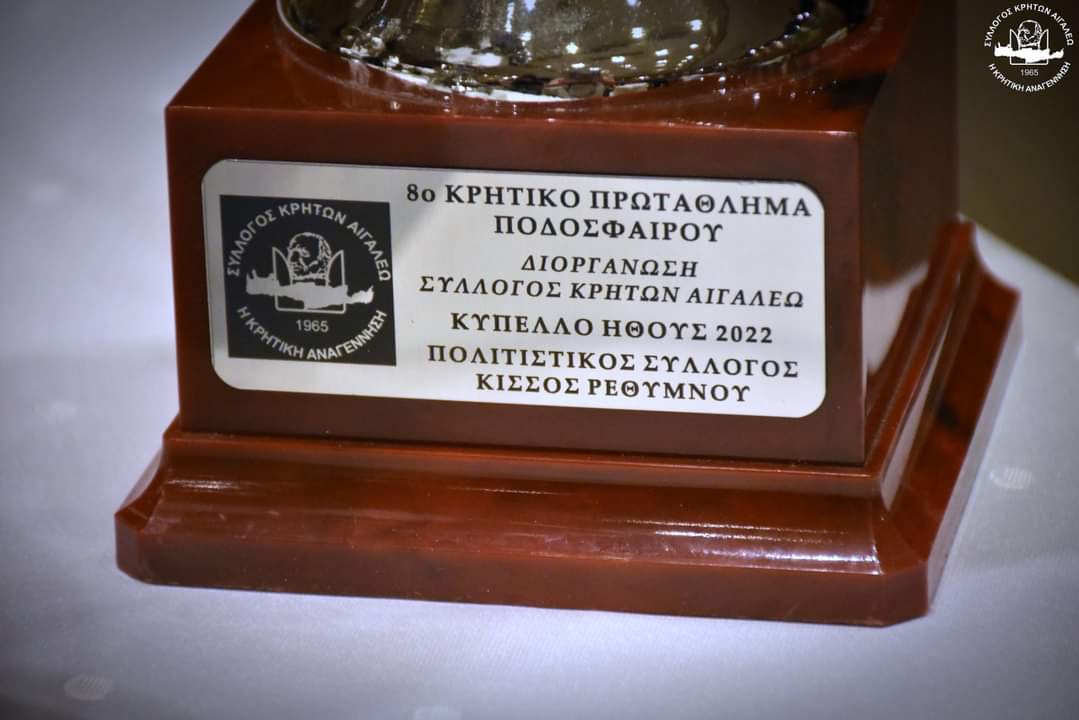 ΣΥΛΛΟΓΟΣ ΚΡΗΤΩΝ ΑΙΓΑΛΕΩ
1965
Η ΚΡΗΤΙΚΗ ΑΝΑΓΕΝΝΗΣΗ
8ο ΚΡΗΤΙΚΟ ΠΡΩΤΑΘΛΗΜΑ
ΠΟΔΟΣΦΑΙΡΟΥ
ΔΙΟΡΓΑΝΩΣΗ
ΣΥΛΛΟΓΟΣ ΚΡΗΤΩΝ ΑΙΓΑΛΕΩ
ΚΥΠΕΛΛΟ ΗΘΟΥΣ 2022
ΠΟΛΙΤΙΣΤΙΚΟΣ ΣΥΛΛΟΓΟΣ
ΚΙΣΣΟΣ ΡΕΘΥΜΝΟΥ
ΣΥΛΛΟΓΟΣ ΚΡΗΤΩΝ ΑΙΓΑΛΕΩ
1965
Η ΚΡΗΤΙΚΗ ΑΝΑΓΕΝΝΗΣΗ